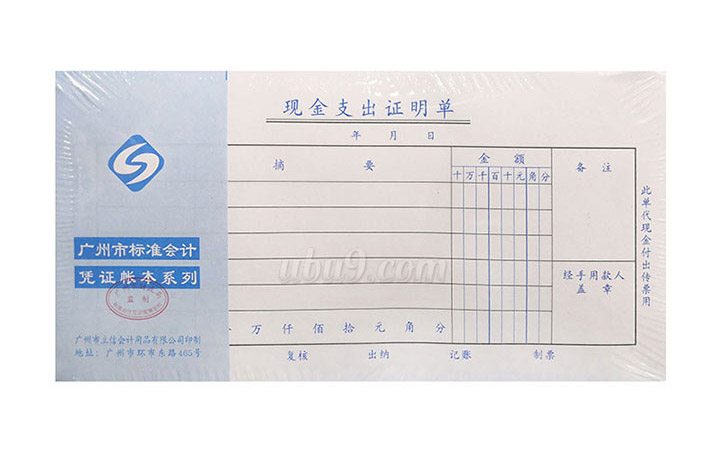 现金支出证明单
年 月 日
摘 要
金 额
备 注
十 万 千 百 十 元 角 分
此单代现金付出传票用
广州市标准会计
凭证帐本系列
监 制
ubu9.com
经手用款人
盖 章
万 仟 佰 拾 元 角 分
广州市立信会计用品有限公司印制
地址：广州市环市东路465号
复核 出纳 记账 制票